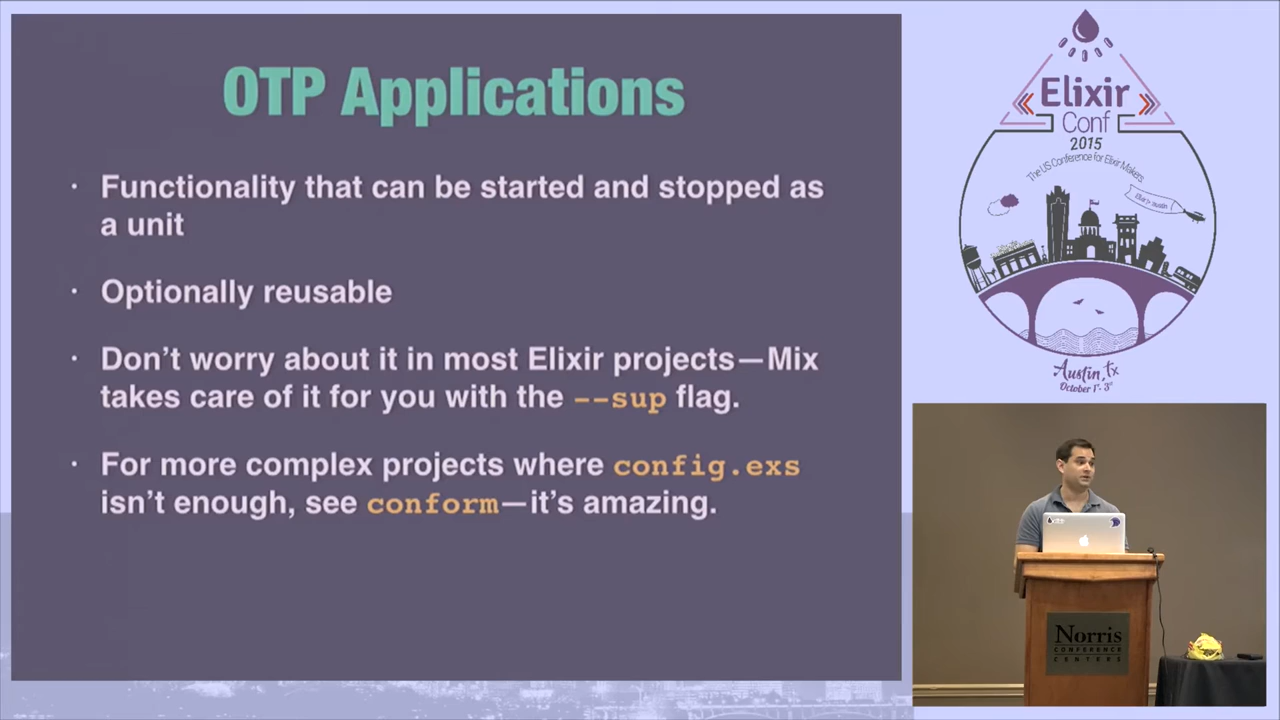 OTP Applications
· Functionality that can be started and stopped as
a unit
· Optionally reusable
· Don’t worry about it in most Elixir projects—Mix
takes care of it for you with the --sup flag.
· For more complex projects where config.exs
isn’t enough, see conform—it’s amazing.
Elixir
Conf
2015
The US Conference for Elixir Makers
Austin, Tx
October 1st - 3rd
Norris
CONFERENCE
CENTERS